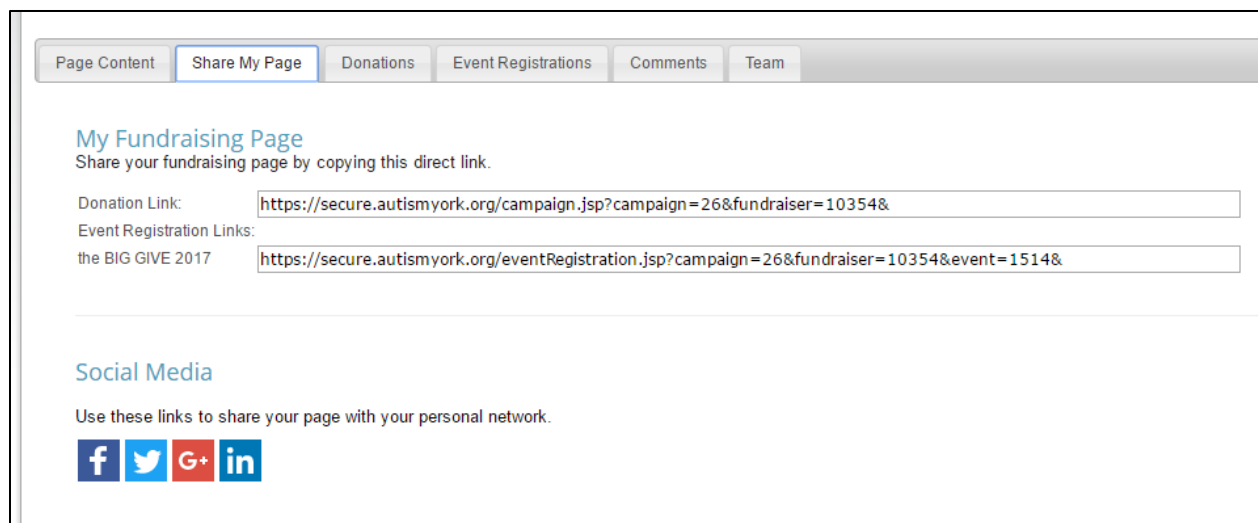 Page Content Share My Page Donations Event Registrations Comments Team
My Fundraising Page
Share your fundraising page by copying this direct link.
Donation Link: https://secure.autismyork.org/campaign.jsp?campaign=26&fundraiser=10354&
Event Registration Links:
the BIG GIVE 2017 https://secure.autismyork.org/eventRegistration.jsp?campaign=26&fundraiser=10354&event=1514&
Social Media
Use these links to share your page with your personal network.
f G+ in